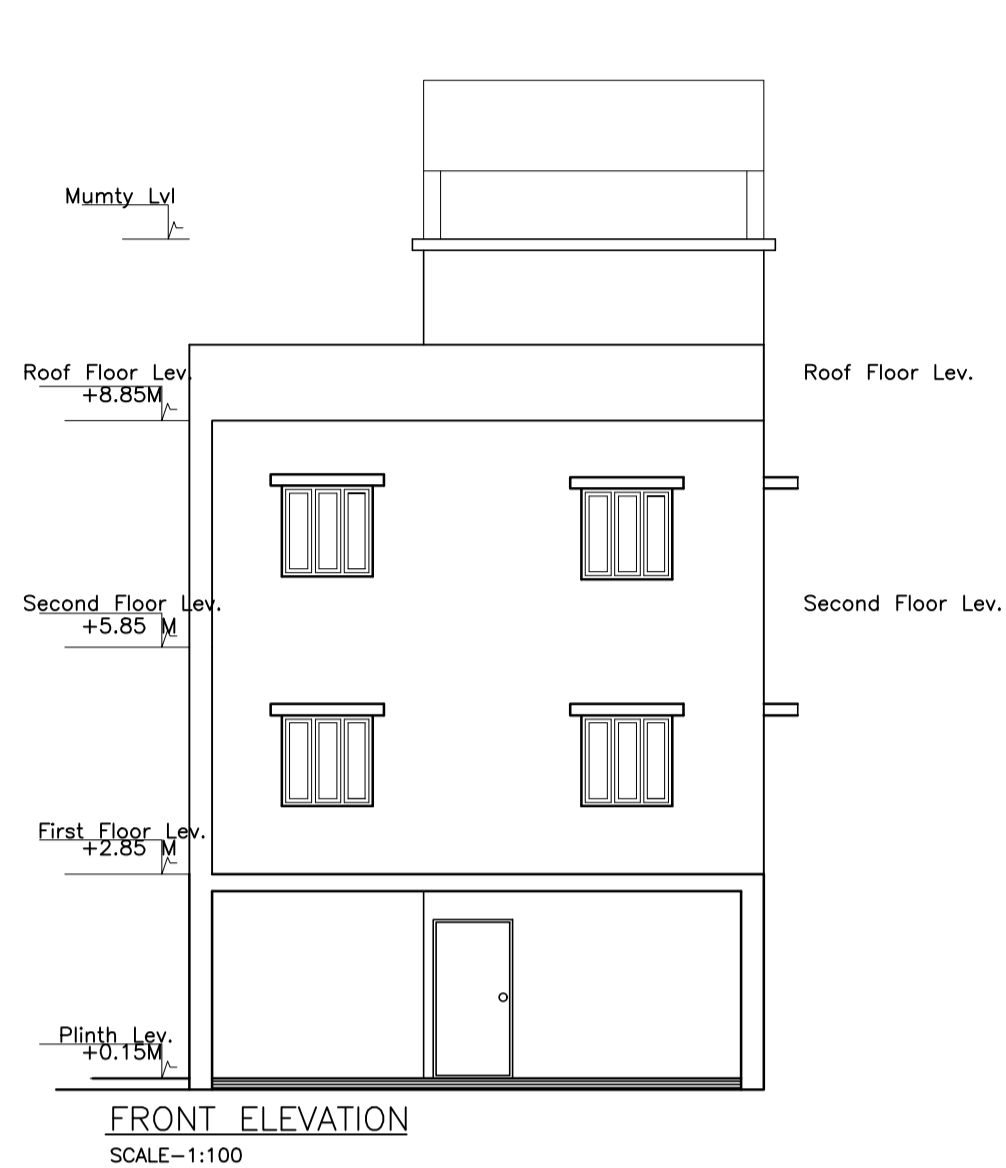 Mumty Lvl
Roof Floor Lev.
+8.85M
Roof Floor Lev.
Second Floor Lev.
+5.85 M
Second Floor Lev.
First Floor Lev.
+2.85 M
Plinth Lev.
+0.15M
FRONT ELEVATION
SCALE-1:100